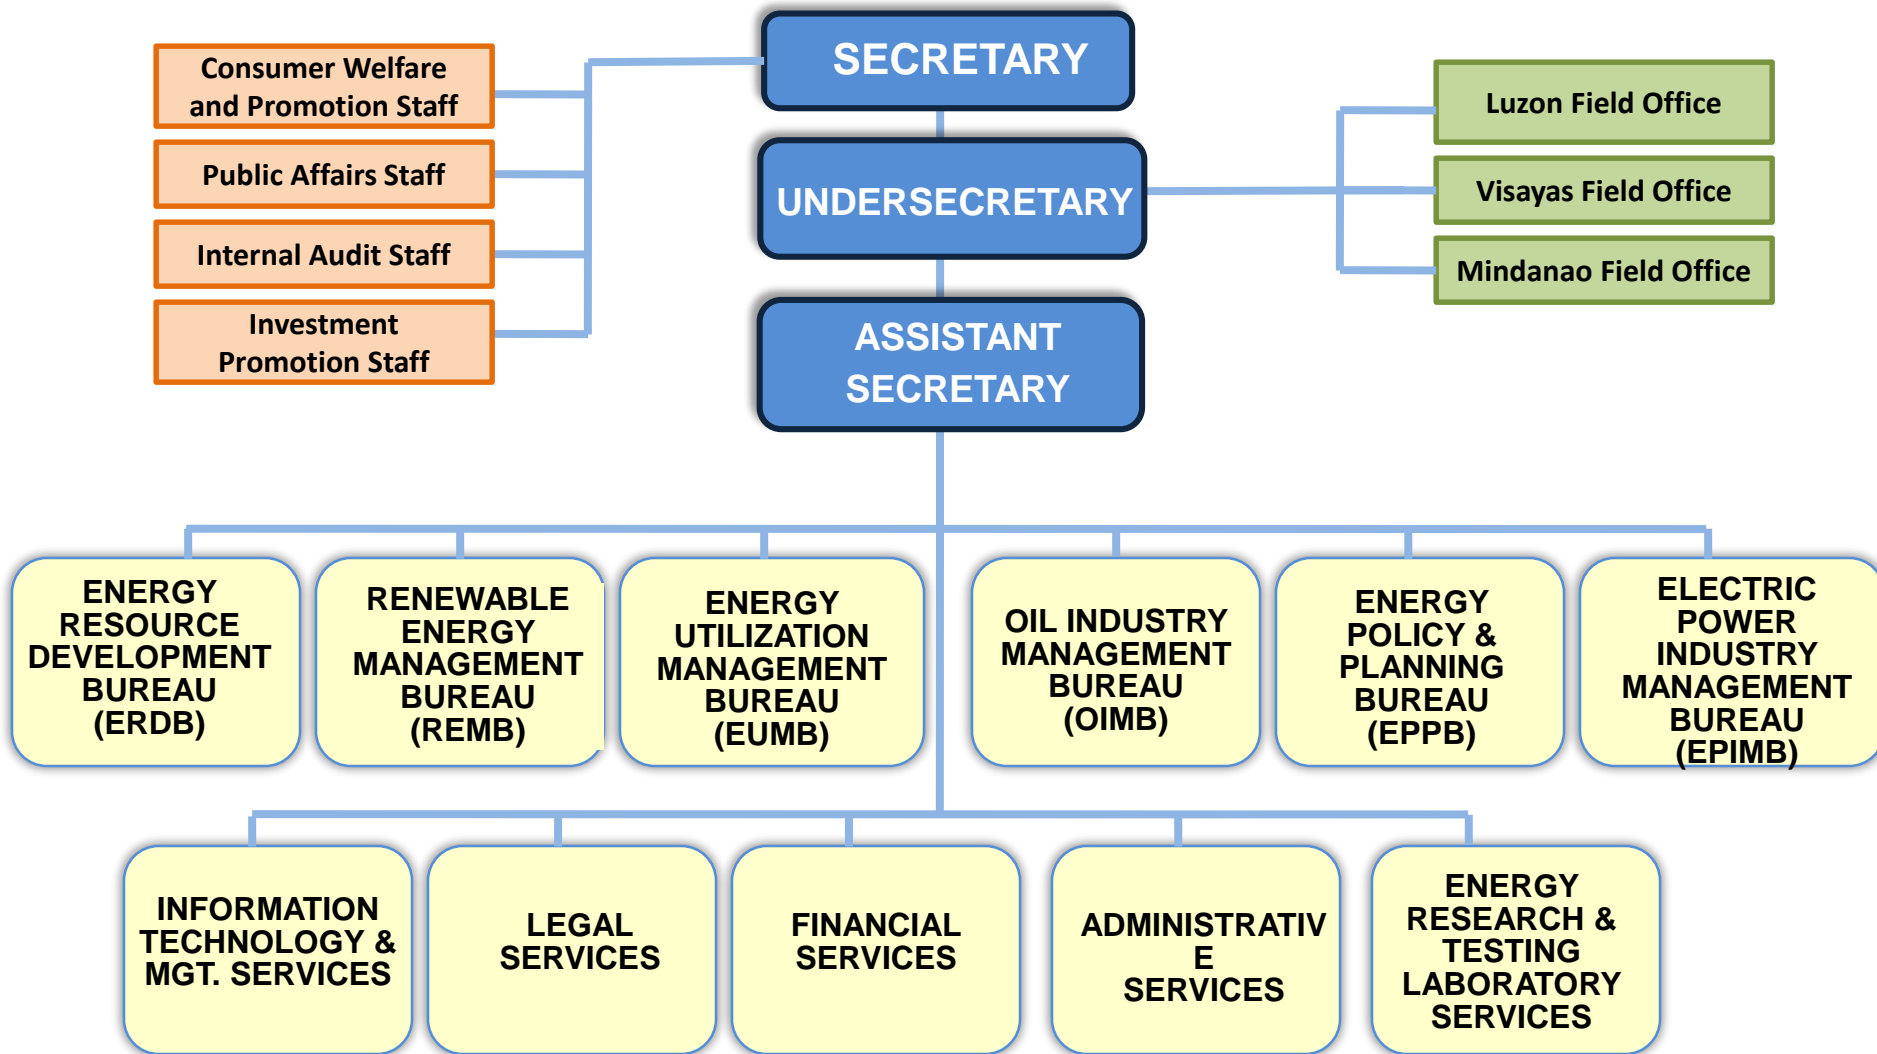 SECRETARY
Consumer Welfare
and Promotion Staff
Public Affairs Staff
Internal Audit Staff
Investment
Promotion Staff
UNDERSECRETARY
Luzon Field Office
Visayas Field Office
Mindanao Field Office
ASSISTANT
SECRETARY
ENERGY
RESOURCE
DEVELOPMENT
BUREAU
(ERDB)
RENEWABLE
ENERGY
MANAGEMENT
BUREAU
(REMB)
ENERGY
UTILIZATION
MANAGEMENT
BUREAU
(EUMB)
OIL INDUSTRY
MANAGEMENT
BUREAU
(OIMB)
ENERGY
POLICY &
PLANNING
BUREAU
(EPPB)
ELECTRIC
POWER
INDUSTRY
MANAGEMENT
BUREAU
(EPIMB)
INFORMATION
TECHNOLOGY &
MGT. SERVICES
LEGAL
SERVICES
FINANCIAL
SERVICES
ADMINISTRATIV
E
SERVICES
ENERGY
RESEARCH &
TESTING
LABORATORY
SERVICES